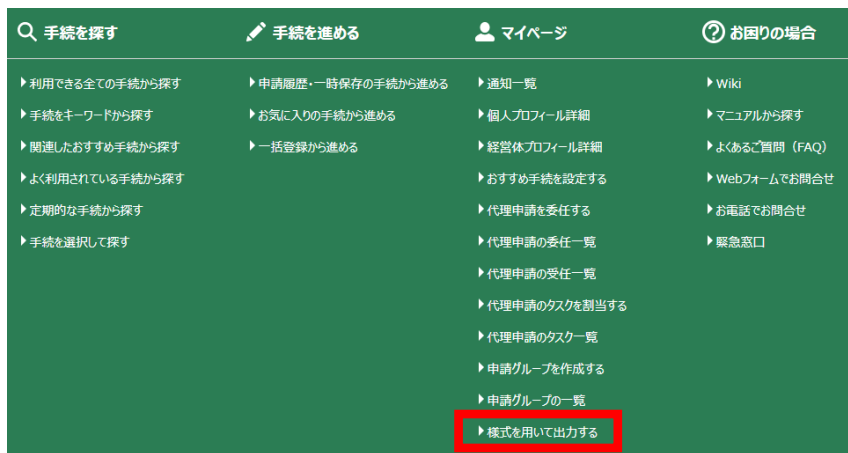 手続を探す
利用できる全ての手続から探す
手続をキーワードから探す
関連したおすすめ手続から探す
よく利用されている手続から探す
定期的な手続から探す
手続を選択して探す
手続を進める
申請履歴・一時保存の手続から進める
お気に入りの手続から進める
一括登録から進める
マイページ
通知一覧
個人プロフィール詳細
経営体プロフィール詳細
おすすめ手続を設定する
代理申請を委任する
代理申請の委任一覧
代理申請の受任一覧
代理申請のタスクを割当する
代理申請のタスク一覧
申請グループを作成する
申請グループの一覧
様式を用いて出力する
お困りの場合
Wiki
マニュアルから探す
よくあるご質問（FAQ）
Webフォームでお問合せ
お電話でお問合せ
緊急窓口